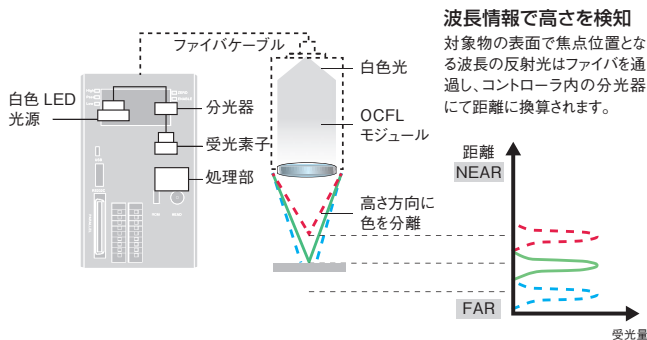 波長情報で高さを検知
対象物の表面で焦点位置とな
る波長の反射光はファイバを通
過し、コントローラ内の分光器
にて距離に換算されます。
ファイバケーブル
白色光
白色 LED
光源
分光器
OCFL
モジュール
受光素子
処理部
高さ方向に
色を分離
距離
NEAR
FAR
受光量